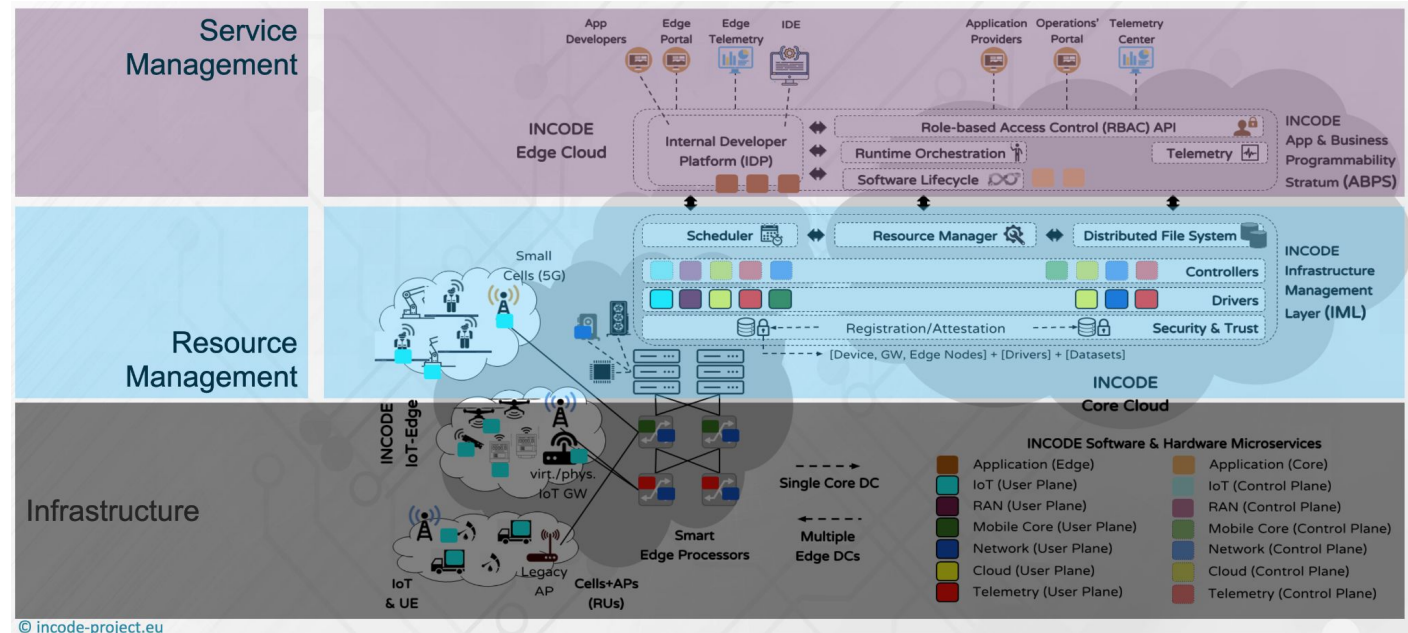 Service
Management
App
Developers
Edge
Portal
Edge
Telemetry
IDE
Application
Providers
Operations'
Portal
Telemetry
Center
INCODE
Edge Cloud
Internal Developer
Platform (IDP)
Role-based Access Control (RBAC) API
Runtime Orchestration
Telemetry
Software Lifecycle
INCODE
App & Business
Programmability
Stratum (ABPS)
Resource
Management
Scheduler
Resource Manager
Distributed File System
Controllers
Drivers
Registration/Attestation
Security & Trust
[Device, GW, Edge Nodes] + [Drivers] + [Datasets]
INCODE
Infrastructure
Management
Layer (IML)
Small
Cells (5G)
INCODE
Core Cloud
Infrastructure
INCODE
IoT-Edge
virt./phys.
IoT GW
Legacy
AP
IoT
& UE
Cells+APs
(RUs)
Smart
Edge Processors
Single Core DC
Multiple
Edge DCs
INCODE Software & Hardware Microservices
Application (Edge)
Application (Core)
IoT (User Plane)
IoT (Control Plane)
RAN (User Plane)
RAN (Control Plane)
Mobile Core (User Plane)
Mobile Core (Control Plane)
Network (User Plane)
Network (Control Plane)
Cloud (User Plane)
Cloud (Control Plane)
Telemetry (User Plane)
Telemetry (Control Plane)
© incode-project.eu